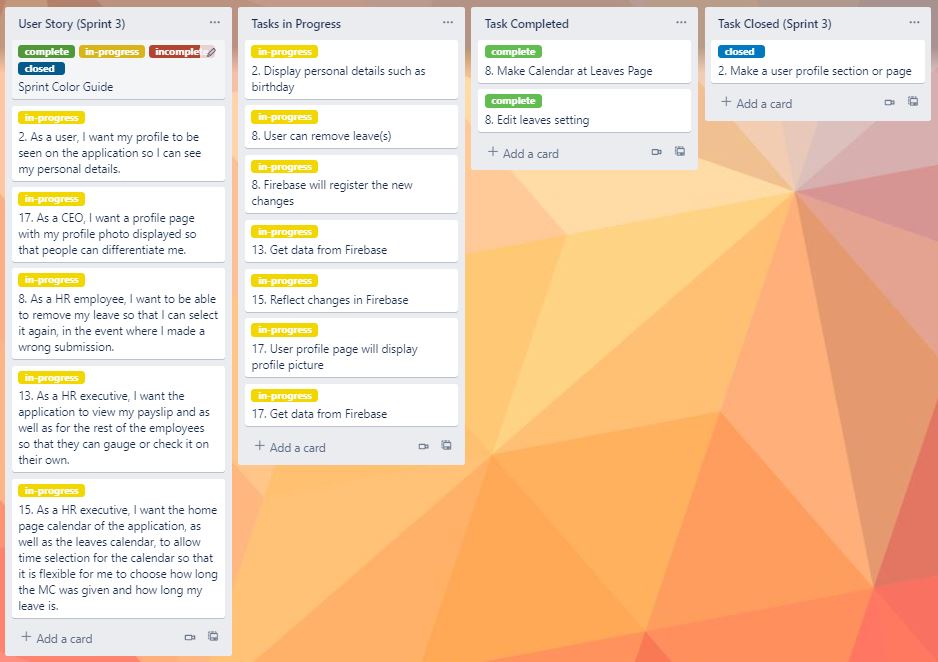 User Story (Sprint 3)
complete in-progress incomplete
closed
Sprint Color Guide
in-progress
2. As a user, I want my profile to be
seen on the application so I can see
my personal details.
in-progress
17. As a CEO, I want a profile page
with my profile photo displayed so
that people can differentiate me.
in-progress
8. As a HR employee, I want to be able
to remove my leave so that I can select
it again, in the event where I made a
wrong submission.
in-progress
13. As a HR executive, I want the
application to view my payslip and as
well as for the rest of the employees
so that they can gauge or check it on
their own.
in-progress
15. As a HR executive, I want the home
page calendar of the application, as
well as the leaves calendar, to allow
time selection for the calendar so that
it is flexible for me to choose how long
the MC was given and how long my
leave is.
+ Add a card
Tasks in Progress
in-progress
2. Display personal details such as
birthday
in-progress
8. User can remove leave(s)
in-progress
8. Firebase will register the new
changes
in-progress
13. Get data from Firebase
in-progress
15. Reflect changes in Firebase
in-progress
17. User profile page will display
profile picture
in-progress
17. Get data from Firebase
+ Add a card
Task Completed
complete
8. Make Calendar at Leaves Page
complete
8. Edit leaves setting
+ Add a card
Task Closed (Sprint 3)
closed
2. Make a user profile section or page
+ Add a card